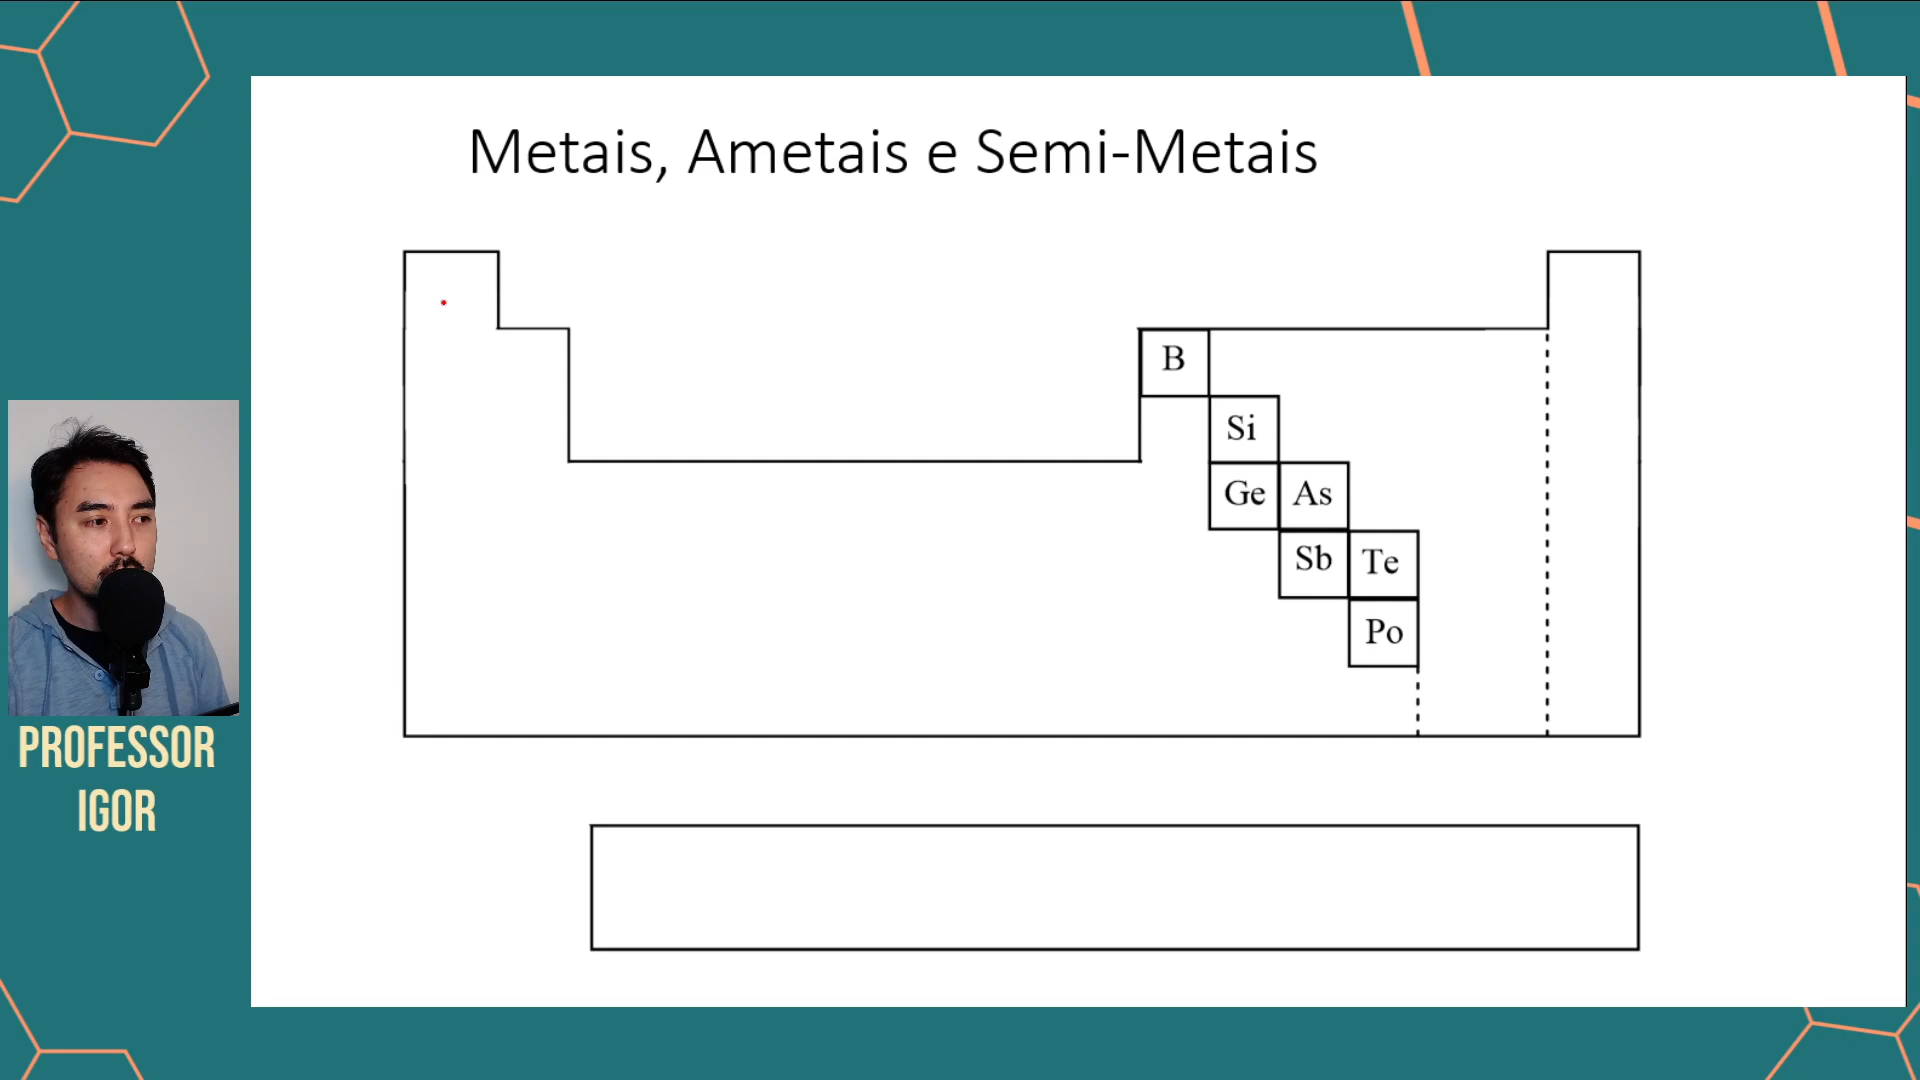 Metais, Ametais e Semi-Metais
B
Si
Ge As
Sb Te
Po
PROFESSOR
IGOR